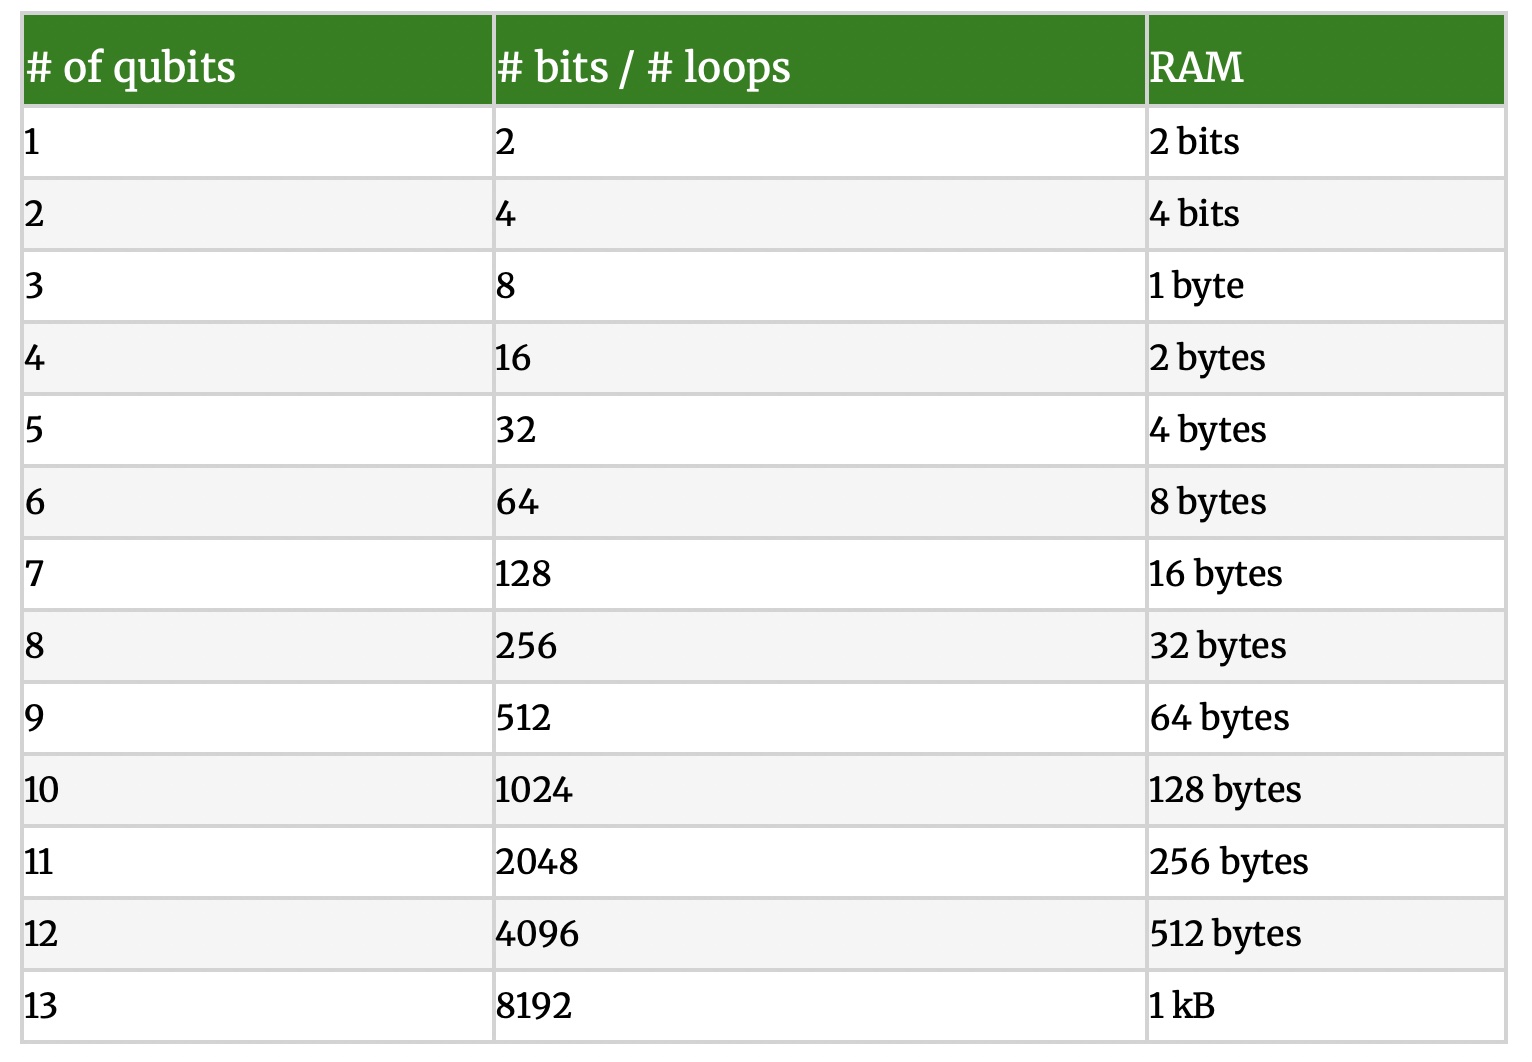 # of qubits # bits / # loops RAM
1 2 2 bits
2 4 4 bits
3 8 1 byte
4 16 2 bytes
5 32 4 bytes
6 64 8 bytes
7 128 16 bytes
8 256 32 bytes
9 512 64 bytes
10 1024 128 bytes
11 2048 256 bytes
12 4096 512 bytes
13 8192 1 kB